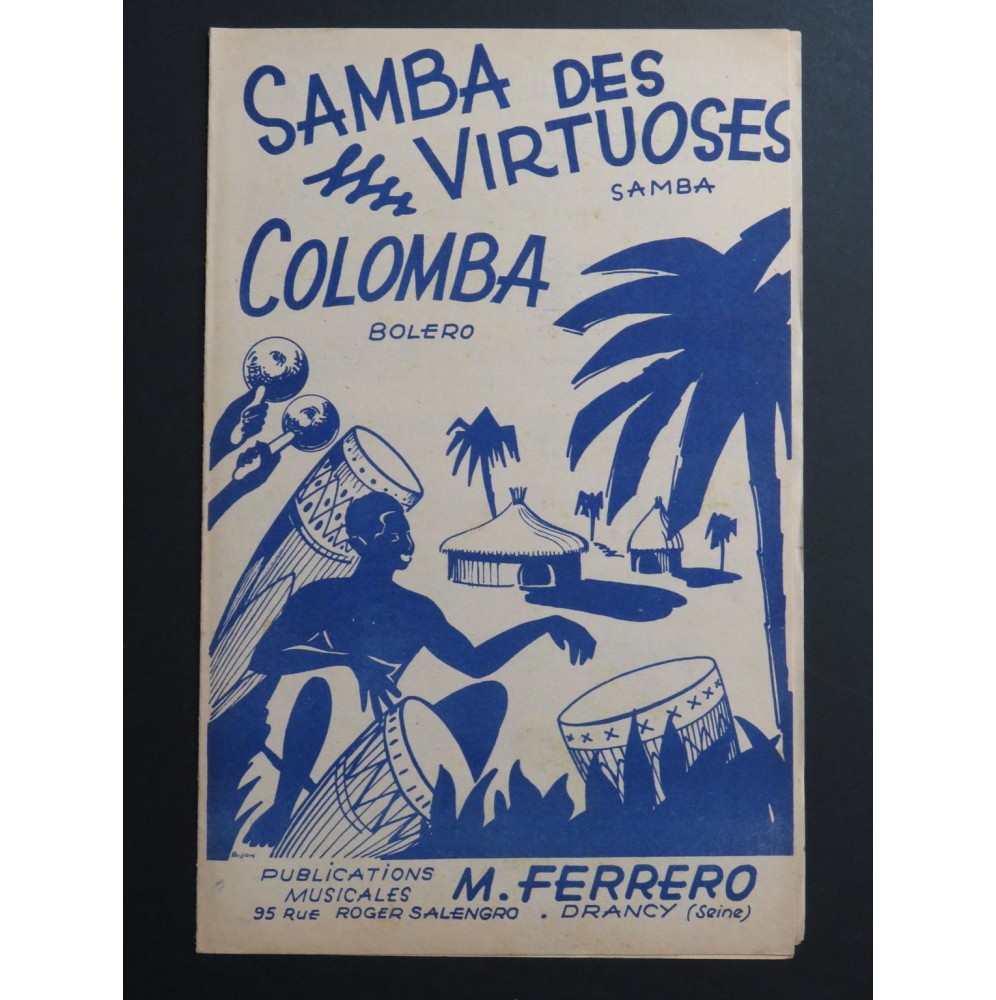 SAMBA DES
VIRTUOSES
SAMBA
COLOMBA
BOLERO
PUBLICATIONS
MUSICALES
M. FERRERO
95 RUE ROGER SALENGRO . DRANCY (Seine)